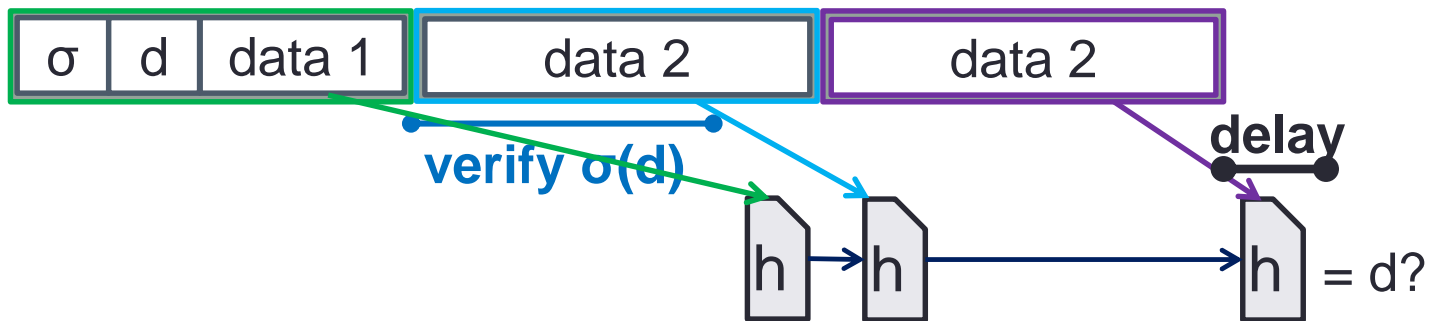 σ d data 1 data 2 data 2
delay
verify σ(d)
h h h = d?